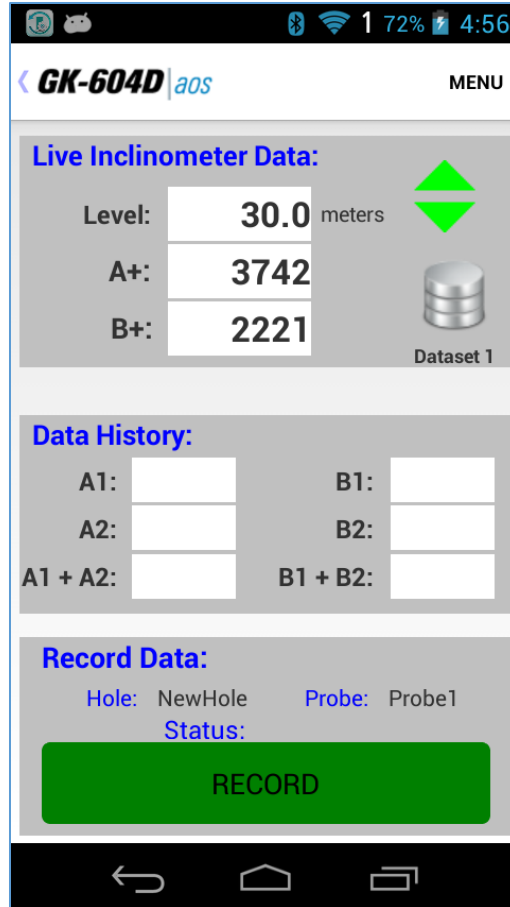 1 72% 4:56
GK-604D aos MENU
Live Inclinometer Data:
Level: 30.0 meters
A+: 3742
B+: 2221
Dataset 1
Data History:
A1: B1:
A2: B2:
A1 + A2: B1 + B2:
Record Data:
Hole: NewHole Probe: Probe1
Status:
RECORD